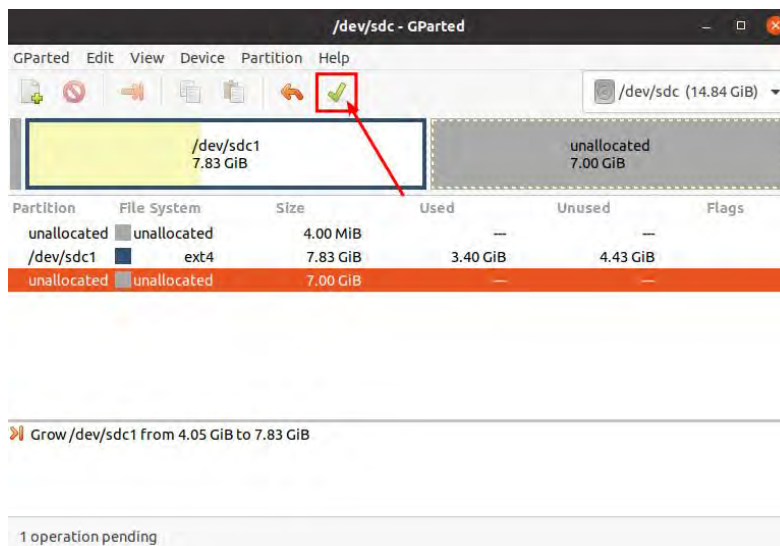 /dev/sdc - GParted
GParted Edit View Device Partition Help
/dev/sdc (14.84 GiB)
/dev/sdc1
7.83 GiB
unallocated
7.00 GiB
Partition File System Size Used Unused Flags
unallocated unallocated 4.00 MiB — —
/dev/sdc1 ext4 7.83 GiB 3.40 GiB 4.43 GiB
unallocated unallocated 7.00 GiB — —
Grow /dev/sdc1 from 4.05 GiB to 7.83 GiB
1 operation pending